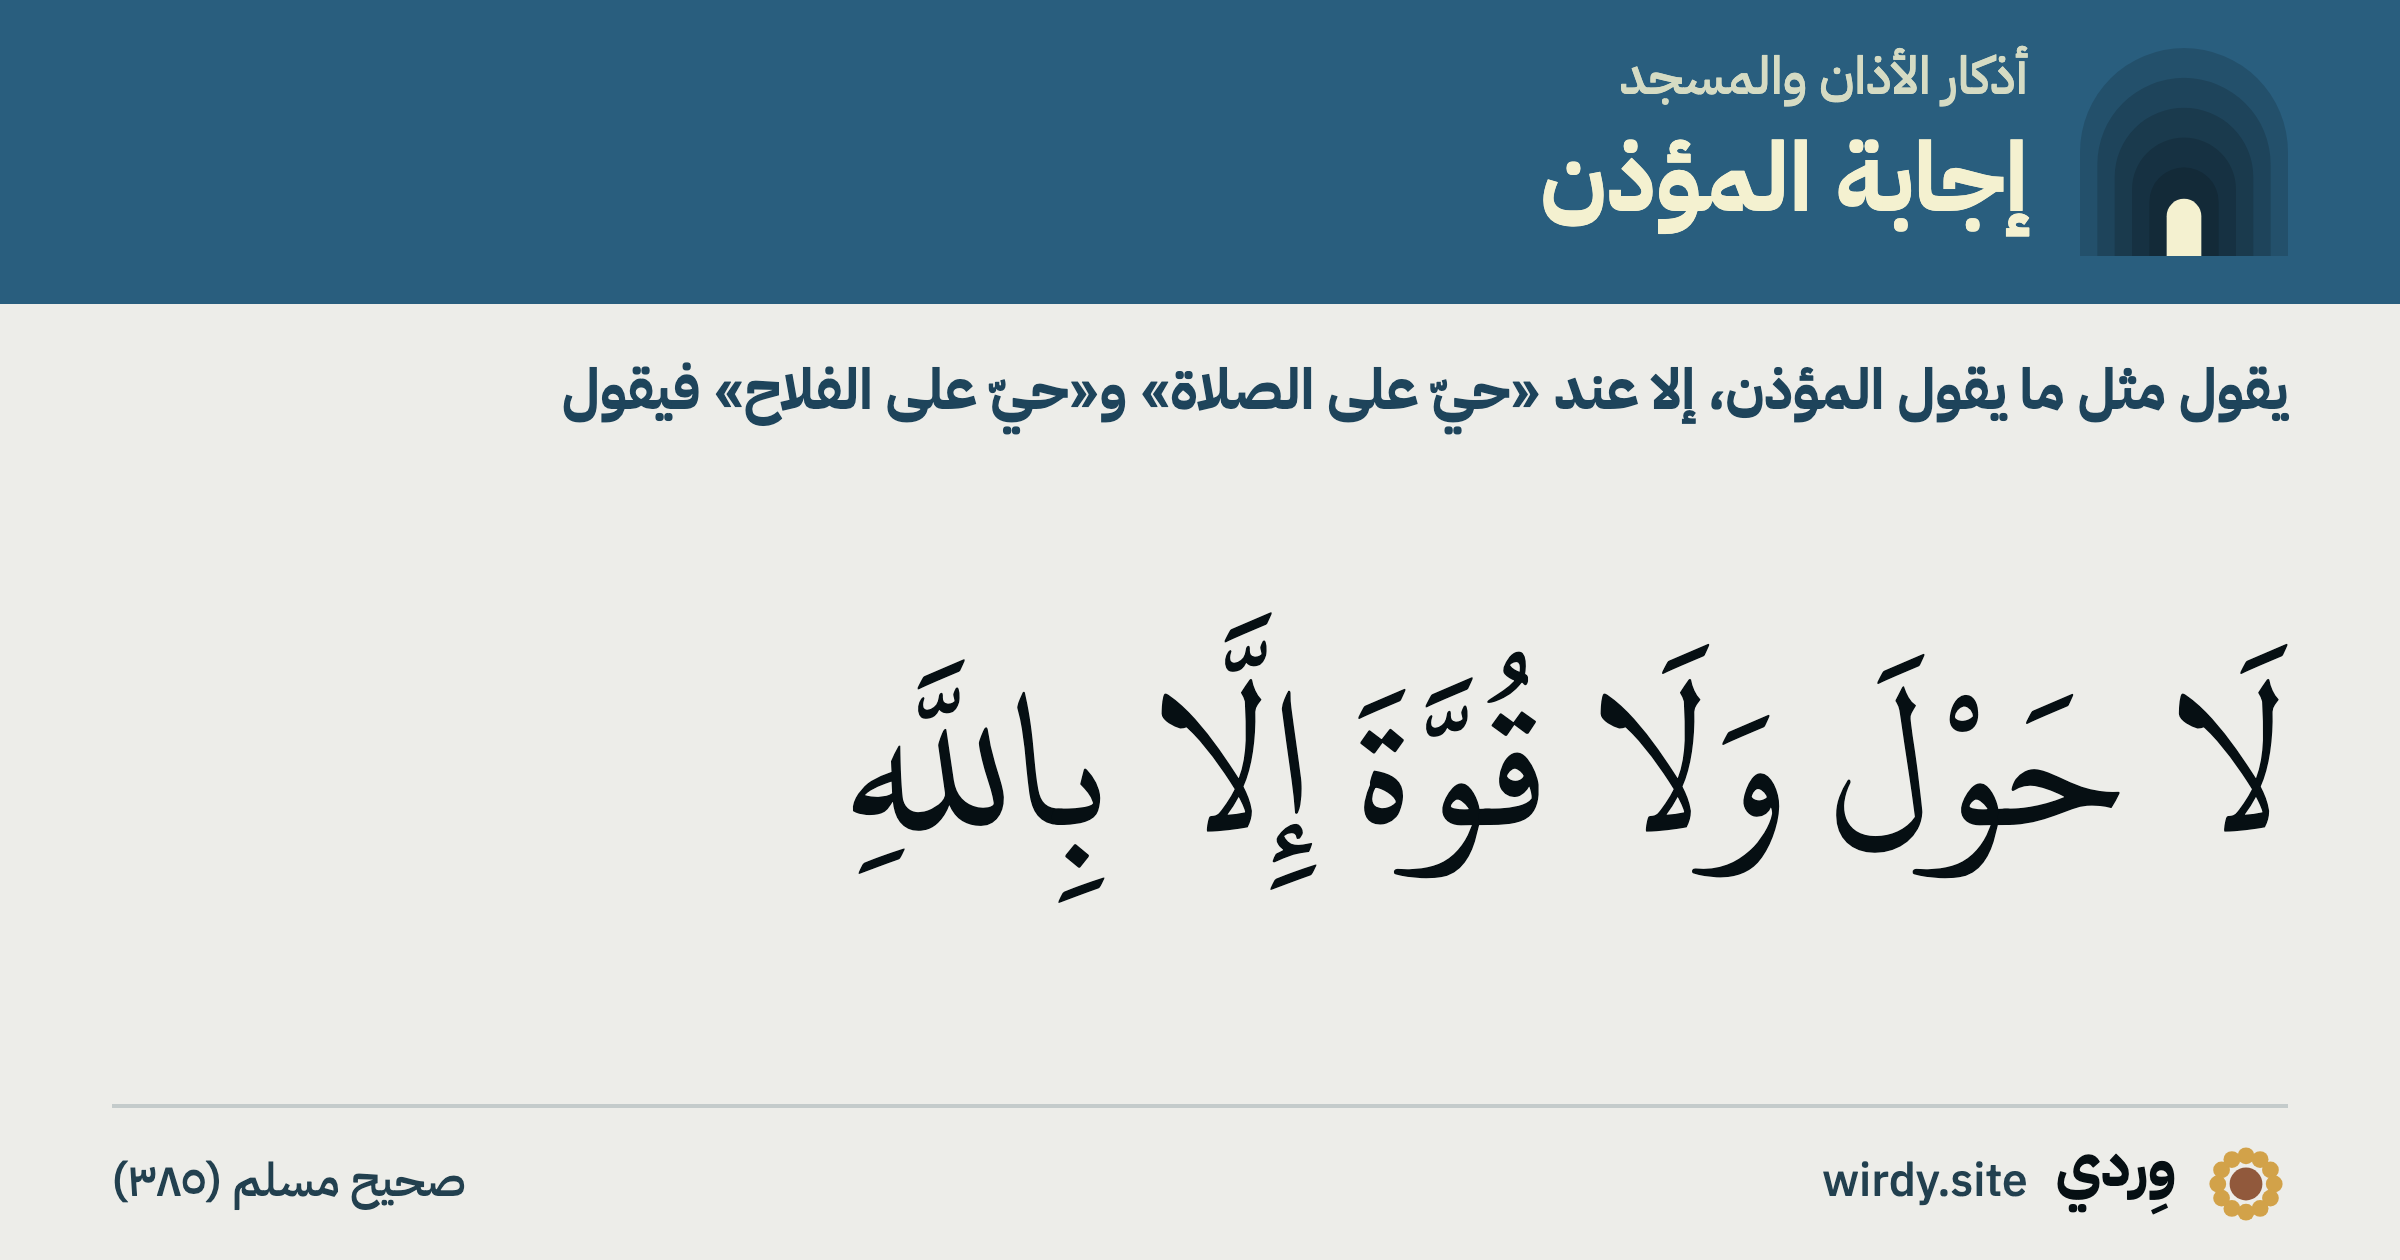 أذكار الأذان والمسجد
إجابة المؤذن
يقول مثل ما يقول المؤذن، إلا عند «حيّ على الصلاة» و«حيّ على الفلاح» فيقول
لَا حَوْلَ وَلَا قُوَّةَ إِلَّا بِاللَّهِ
وِردي wirdy.site
صحيح مسلم (٣٨٥)